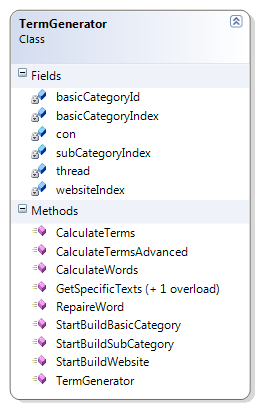 TermGenerator
Class
Fields
basicCategoryId
basicCategoryIndex
con
subCategoryIndex
thread
websiteIndex
Methods
CalculateTerms
CalculateTermsAdvanced
CalculateWords
GetSpecificTexts (+ 1 overload)
RepaireWord
StartBuildBasicCategory
StartBuildSubCategory
StartBuildWebsite
TermGenerator